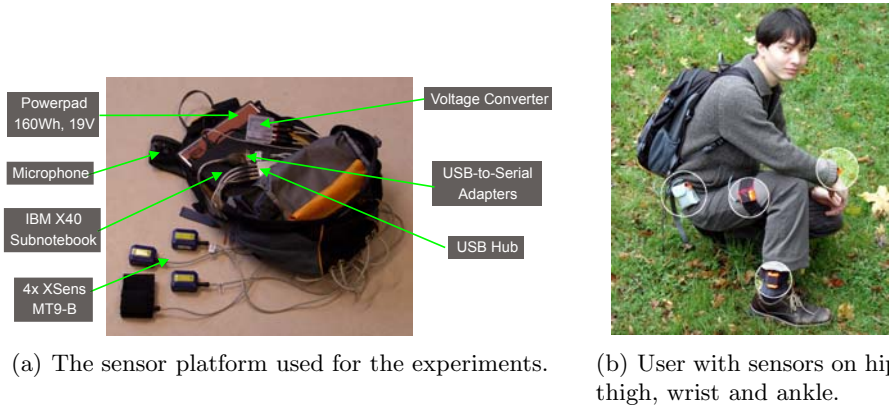 Powerpad
160Wh, 19V
Voltage Converter
Microphone
USB-to-Serial
Adapters
IBM X40
Subnotebook
USB Hub
4x XSens
MT9-B
(a) The sensor platform used for the experiments.
(b) User with sensors on hip
thigh, wrist and ankle.